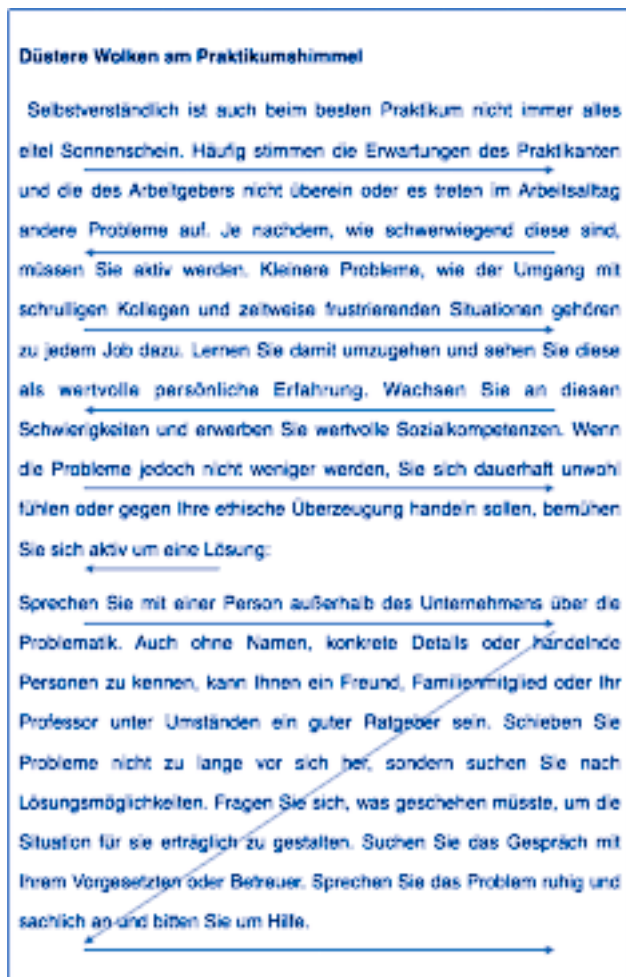 Düstere Wolken am Praktikumshimmel
Selbstverständlich ist auch beim besten Praktikum nicht immer alles
eitel Sonnenschein. Häufig stimmen die Erwartungen des Praktikanten
und die des Arbeitgebers nicht überein oder es treten im Arbeitsalltag
andere Probleme auf. Je nachdem, wie schwerwiegend diese sind,
müssen Sie aktiv werden. Kleinere Probleme, wie der Umgang mit
schrulligen Kollegen und zeitweise frustrierenden Situationen gehören
zu jedem Job dazu. Lernen Sie damit umzugehen und sehen Sie diese
als wertvolle persönliche Erfahrung. Wachsen Sie an diesen
Schwierigkeiten und erwerben Sie wertvolle Sozialkompetenzen. Wenn
die Probleme jedoch nicht weniger werden, Sie sich dauerhaft unwohl
fühlen oder gegen Ihre ethische Überzeugung handeln sollen, bemühen
Sie sich aktiv um eine Lösung:
Sprechen Sie mit einer Person außerhalb des Unternehmens über die
Problematik. Auch ohne Namen, konkrete Details oder handelnde
Personen zu kennen, kann Ihnen ein Freund, Familienmitglied oder Ihr
Professor unter Umständen ein guter Ratgeber sein. Schieben Sie
Probleme nicht zu lange vor sich her, sondern suchen Sie nach
Lösungsmöglichkeiten. Fragen Sie sich, was geschehen müsste, um die
Situation für sie erträglich zu gestalten. Suchen Sie das Gespräch mit
Ihrem Vorgesetzten oder Betreuer. Sprechen Sie das Problem ruhig und
sachlich an und bitten Sie um Hilfe.